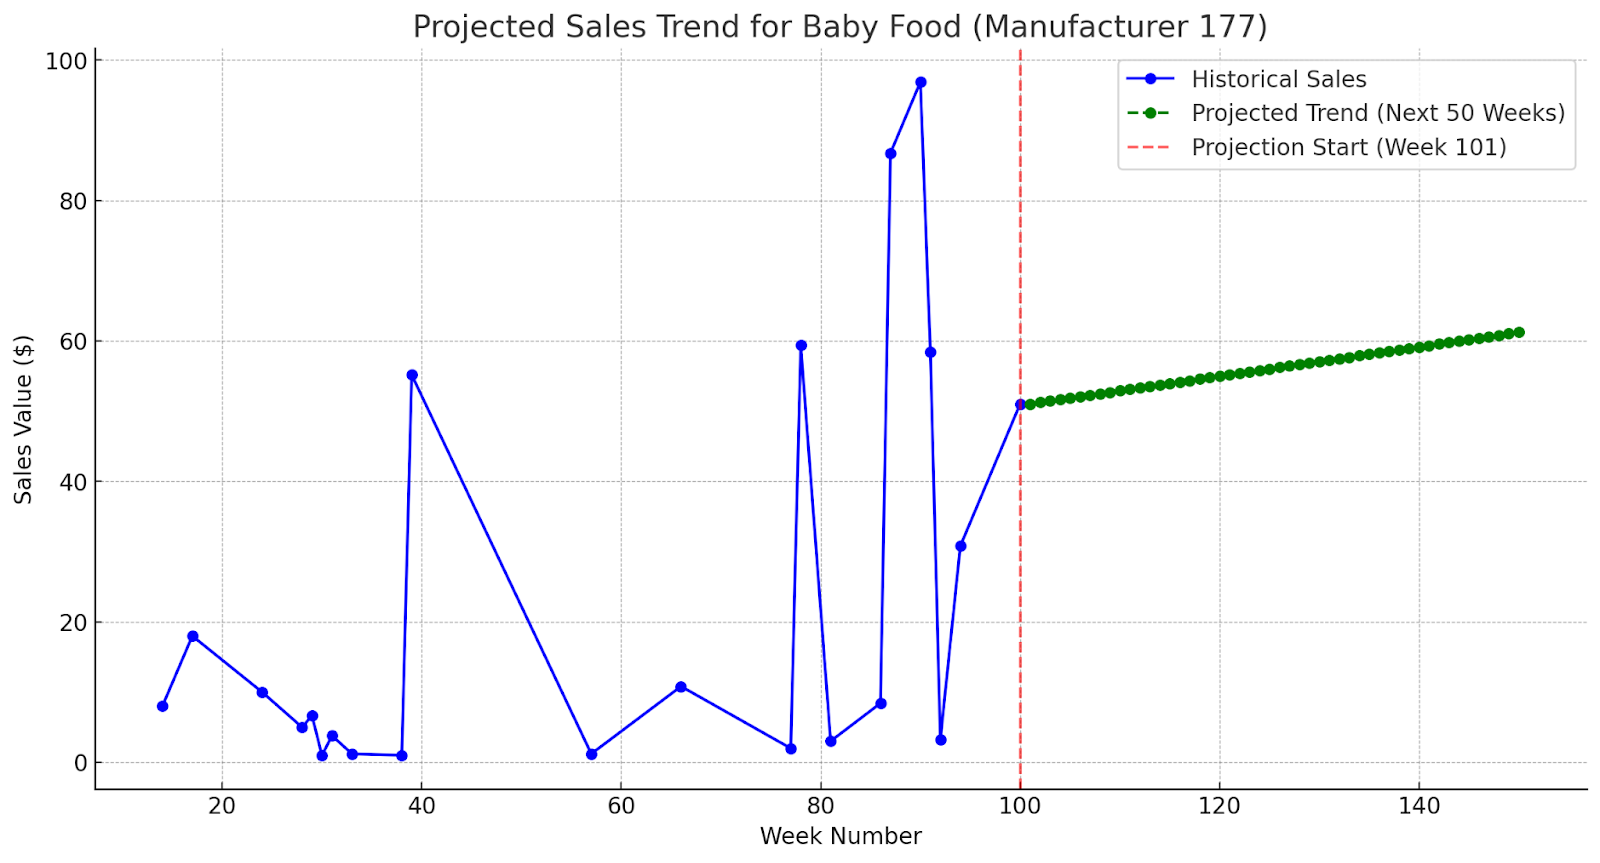 Projected Sales Trend for Baby Food (Manufacturer 177)
Historical Sales
Projected Trend (Next 50 Weeks)
Projection Start (Week 101)
Sales Value ($)
100
80
60
40
20
0
20 40 60 80 100 120 140
Week Number